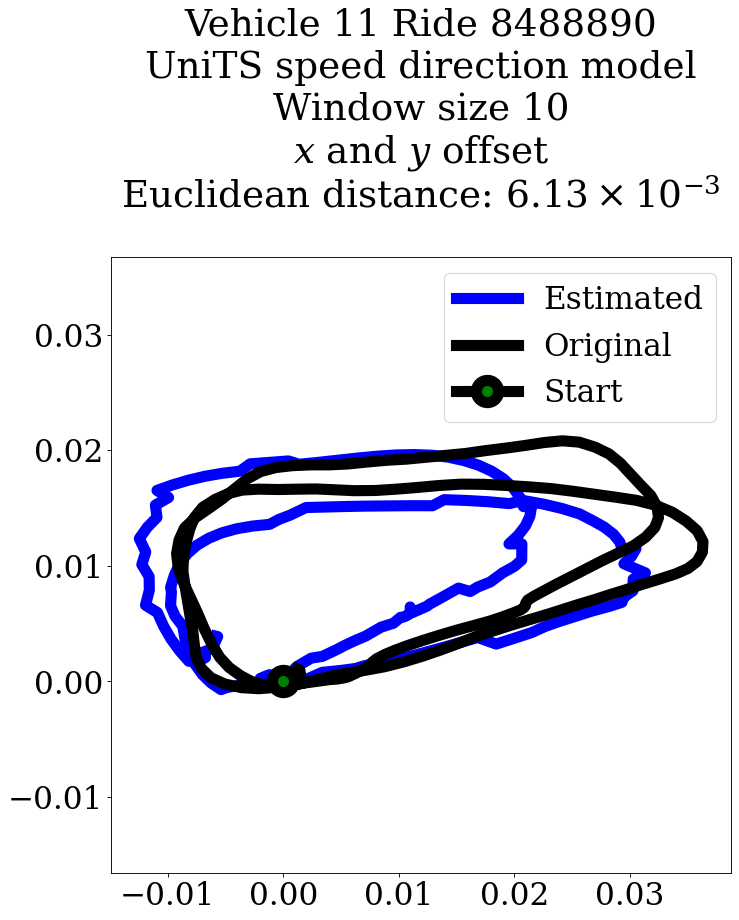 Vehicle 11 Ride 8488890
UniTS speed direction model
Window size 10
x and y offset
Euclidean distance: 6.13 × 10⁻³
Estimated
Original
Start
0.03
0.02
0.01
0.00
−0.01
−0.01 0.00 0.01 0.02 0.03